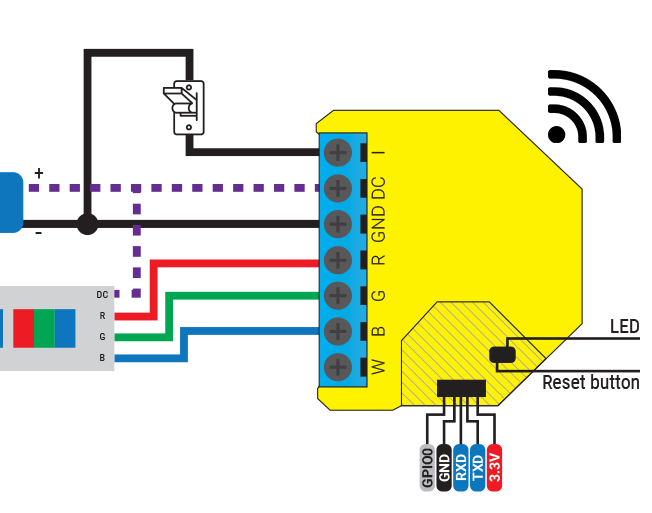 +
-
I
DC
GND
R
G
B
W
DC
R
G
B
LED
Reset button
GPIO0
GND
RXD
TXD
3.3V